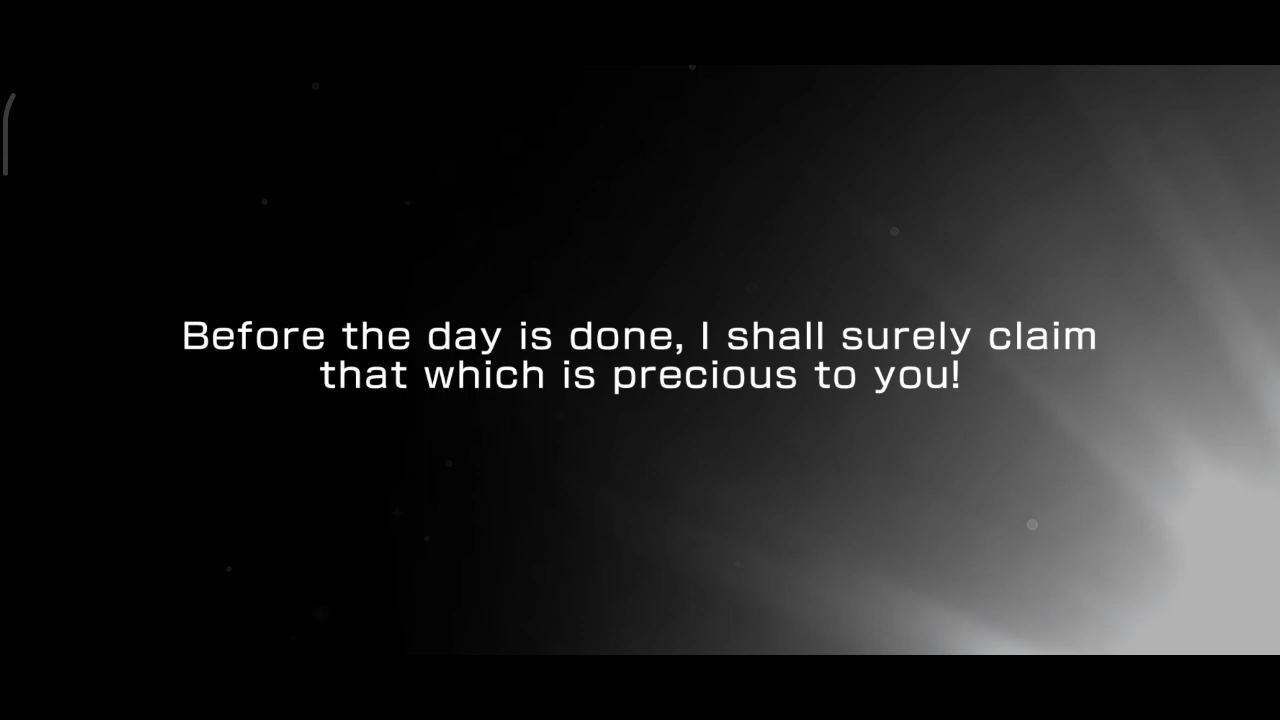 Before the day is done, I shall surely claim
that which is precious to you!